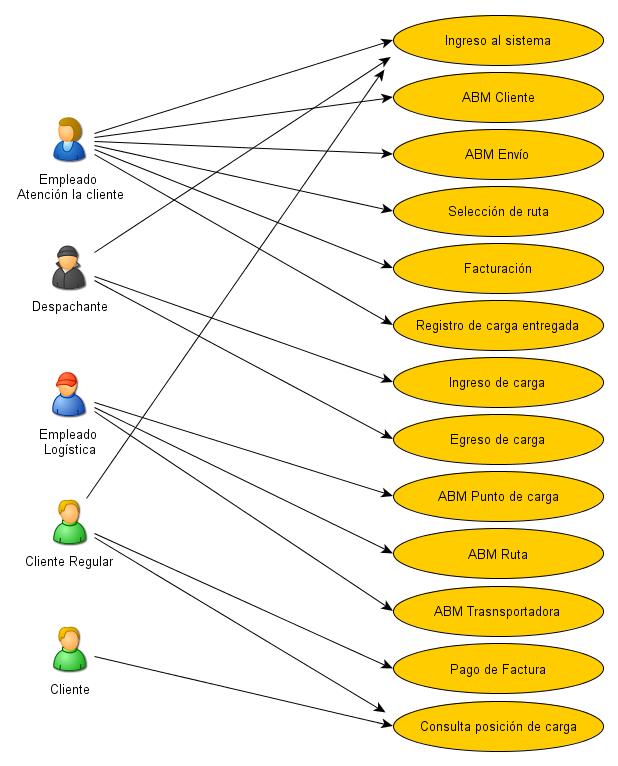 Ingreso al sistema
ABM Cliente
ABM Envío
Selección de ruta
Facturación
Registro de carga entregada
Ingreso de carga
Egreso de carga
ABM Punto de carga
ABM Ruta
ABM Trasnsportadora
Pago de Factura
Consulta posición de carga
Empleado
Atención la cliente
Despachante
Empleado
Logística
Cliente Regular
Cliente